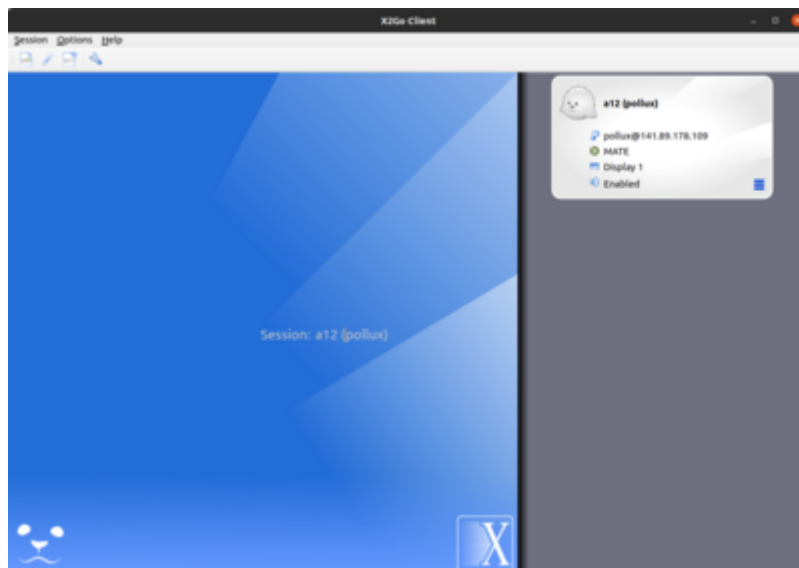 X2Go Client
Session Options Help
a12 (pollux)
pollux@141.89.178.109
MATE
Display 1
Enabled
Session: a12 (pollux)
X